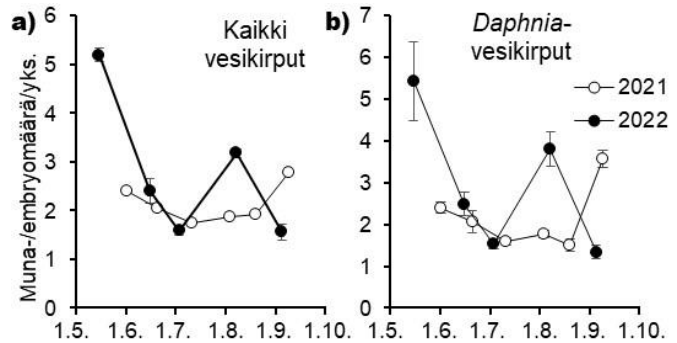 a)
Kaikki
vesikirput
Muna-/embryomäärä/yks.
6
5
4
3
2
1
0
1.5. 1.6. 1.7. 1.8. 1.9. 1.10.
b)
Daphnia-
vesikirput
2021
2022
7
6
5
4
3
2
1
0
1.5. 1.6. 1.7. 1.8. 1.9. 1.10.